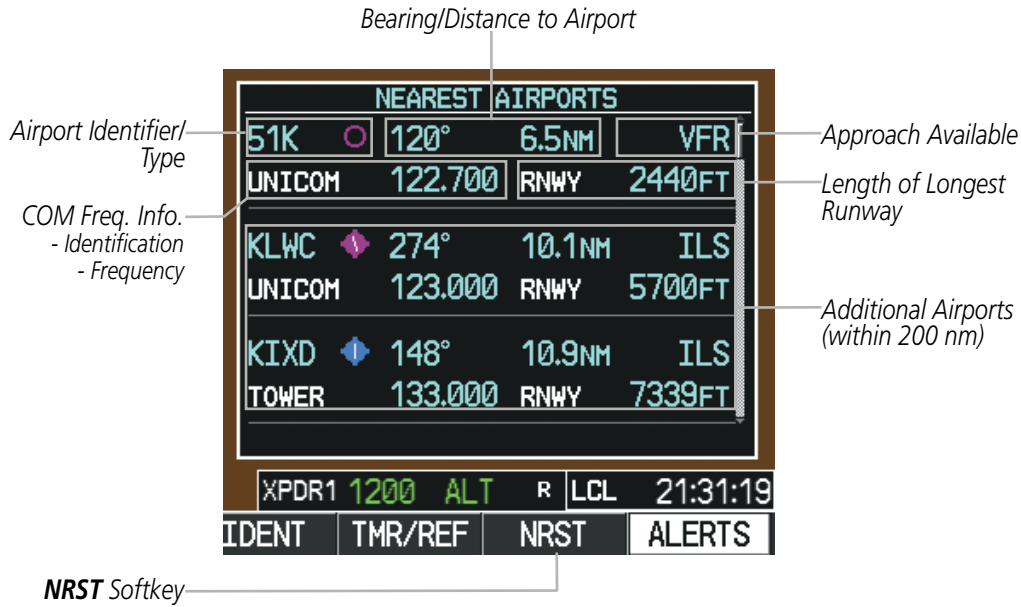 Bearing/Distance to Airport
NEAREST AIRPORTS
Airport Identifier/
Type
51K 120° 6.5NM VFR
Approach Available
UNICOM 122.700 RNWY 2440FT
Length of Longest
Runway
COM Freq. Info.
- Identification
- Frequency
KLWC 274° 10.1NM ILS
UNICOM 123.000 RNWY 5700FT
Additional Airports
(within 200 nm)
KIXD 148° 10.9NM ILS
TOWER 133.000 RNWY 7339FT
XPDR1 1200 ALT R LCL 21:31:19
IDENT TMR/REF NRST ALERTS
NRST Softkey